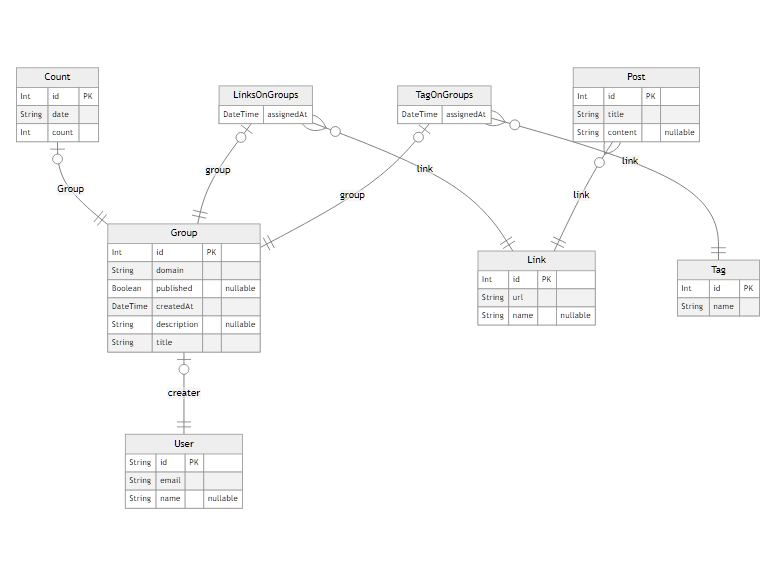 Count
Int id PK
String date
Int count
LinksOnGroups
DateTime assignedAt
TagOnGroups
DateTime assignedAt
Post
Int id PK
String title
String content nullable
Group
group
group
link
link
link
Group
Int id PK
String domain
Boolean published nullable
DateTime createdAt
String description nullable
String title
Link
Int id PK
String url
String name nullable
Tag
Int id PK
String name
creater
User
String id PK
String email
String name nullable